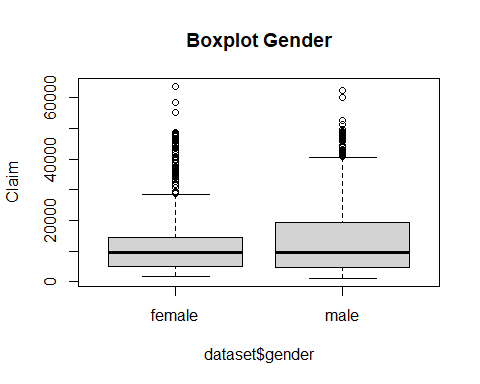 Boxplot Gender
Claim
60000
40000
20000
0
female
male
dataset$gender